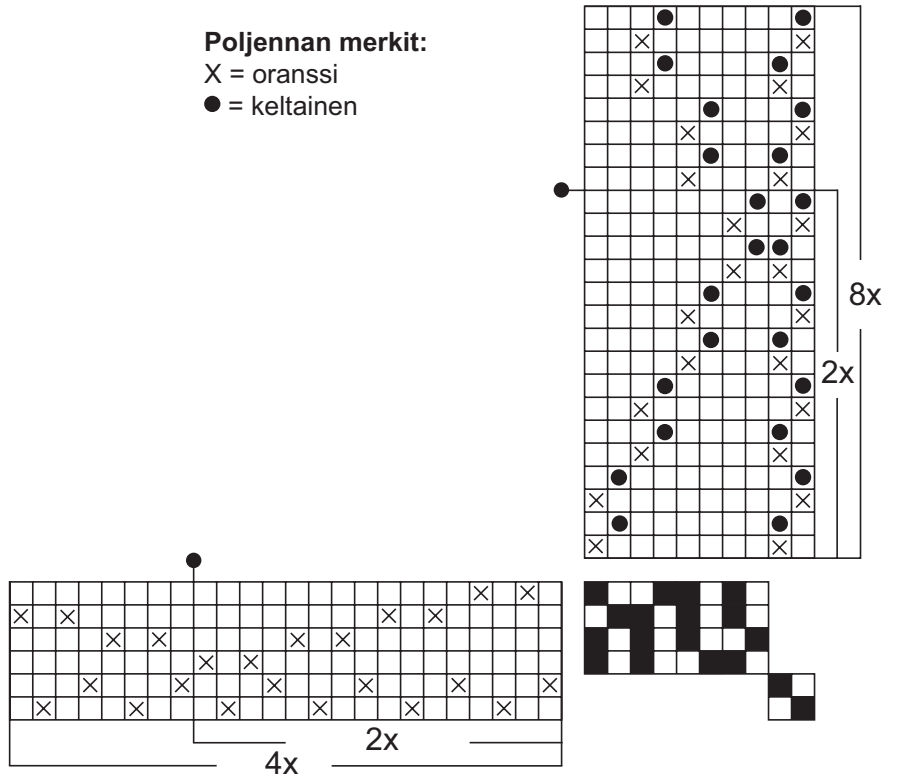 Poljennan merkit:
X = oranssi
● = keltainen
8x
2x
2x
4x